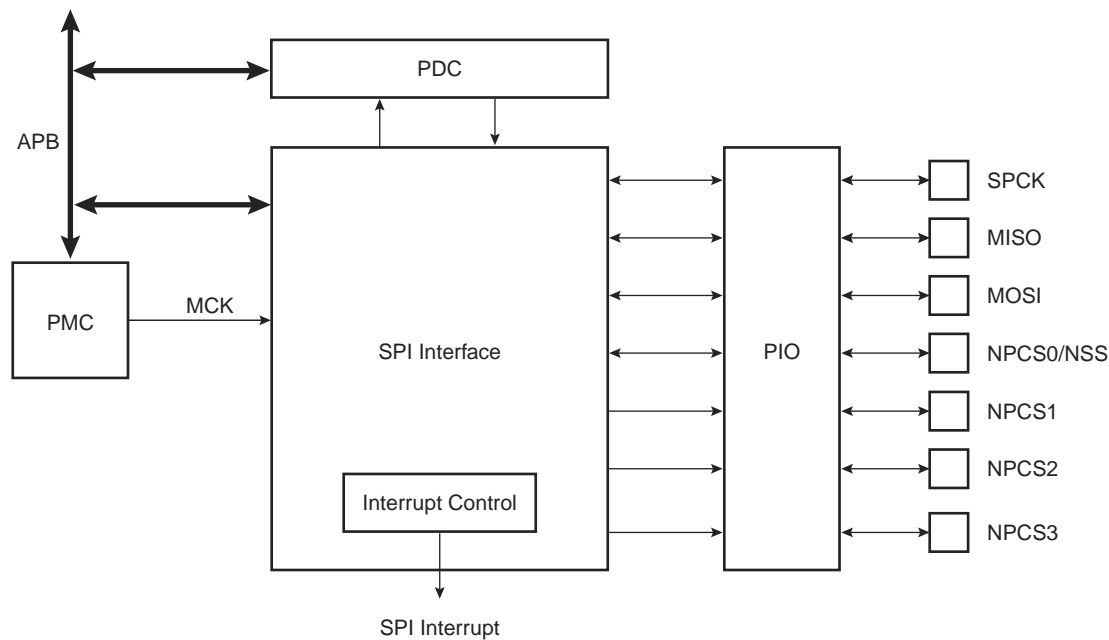 PDC
APB
SPCK
MISO
MOSI
MCK
PMC
SPI Interface
PIO
NPCS0/NSS
NPCS1
NPCS2
Interrupt Control
NPCS3
SPI Interrupt